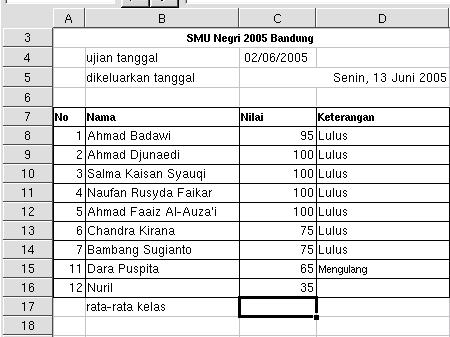 A B C D
3 SMU Negri 2005 Bandung
4 ujian tanggal 02/06/2005
5 dikeluarkan tanggal Senin, 13 Juni 2005
6
7 No Nama Nilai Keterangan
8 1 Ahmad Badawi 95 Lulus
9 2 Ahmad Djunaedi 100 Lulus
10 3 Salma Kaisan Syauqi 100 Lulus
11 4 Naufan Rusyda Faikar 100 Lulus
12 5 Ahmad Faaiz Al-Auza'i 100 Lulus
13 6 Chandra Kirana 75 Lulus
14 7 Bambang Sugianto 75 Lulus
15 11 Dara Puspita 65 Mengulang
16 12 Nuril 35
17 rata-rata kelas
18